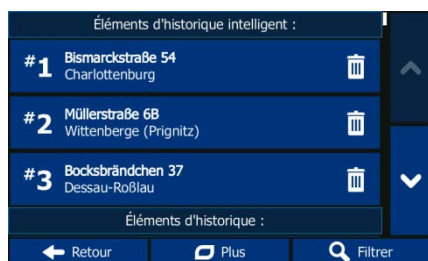 Éléments d'historique intelligent :
#1 Bismarckstraße 54
Charlottenburg
#2 Müllerstraße 6B
Wittenberge (Prignitz)
#3 Bocksbrändchen 37
Dessau-Roßlau
Éléments d'historique :
Retour Plus Filtrer